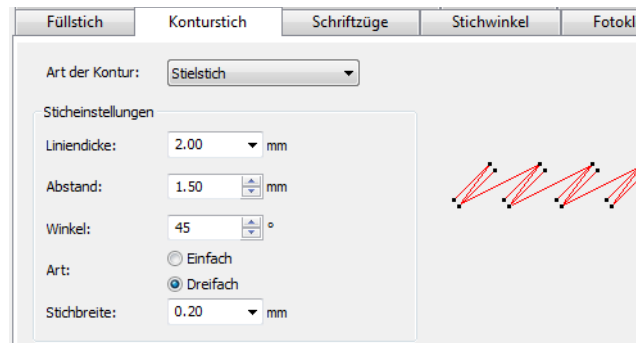 Füllstich Konturstich Schriftzüge Stichwinkel Fotokl
Art der Kontur: Stielstich
Sticheinstellungen
Liniendicke: 2.00 mm
Abstand: 1.50 mm
Winkel: 45 °
Art: Einfach
Dreifach
Stichbreite: 0.20 mm